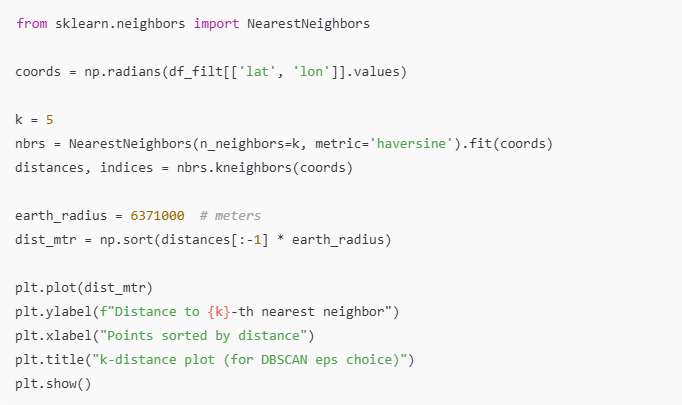 from sklearn.neighbors import NearestNeighbors
coords = np.radians(df_filt[['lat', 'lon']].values)
k = 5
nbrs = NearestNeighbors(n_neighbors=k, metric='haversine').fit(coords)
distances, indices = nbrs.kneighbors(coords)
earth_radius = 6371000  # meters
dist_mtr = np.sort(distances[:-1] * earth_radius)
plt.plot(dist_mtr)
plt.ylabel(f"Distance to {k}-th nearest neighbor")
plt.xlabel("Points sorted by distance")
plt.title("k-distance plot (for DBSCAN eps choice)")
plt.show()